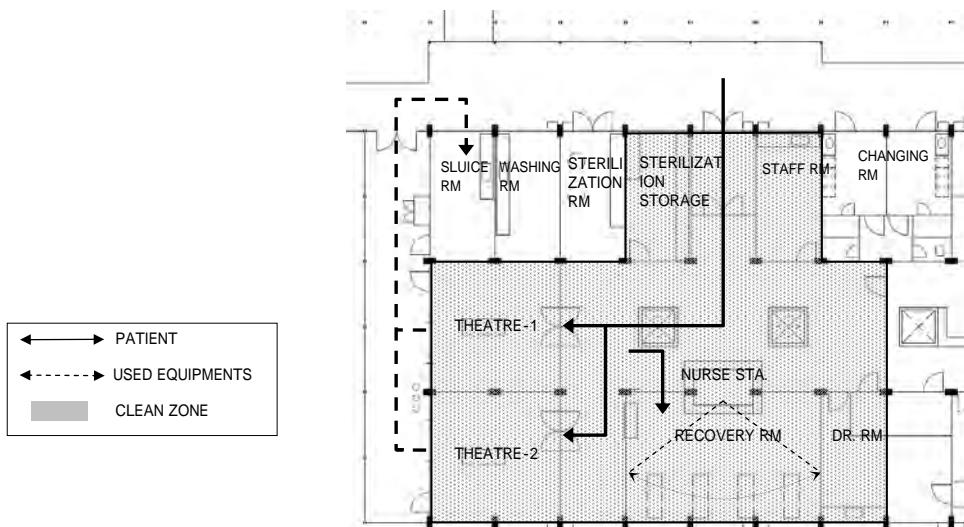 SLUICE
RM
WASHING
RM
STERILI
ZATION
RM
STERILIZAT
ION
STORAGE
STAFF RM
CHANGING
RM
THEATRE-1
NURSE STA.
THEATRE-2
RECOVERY RM
DR. RM
PATIENT
USED EQUIPMENTS
CLEAN ZONE